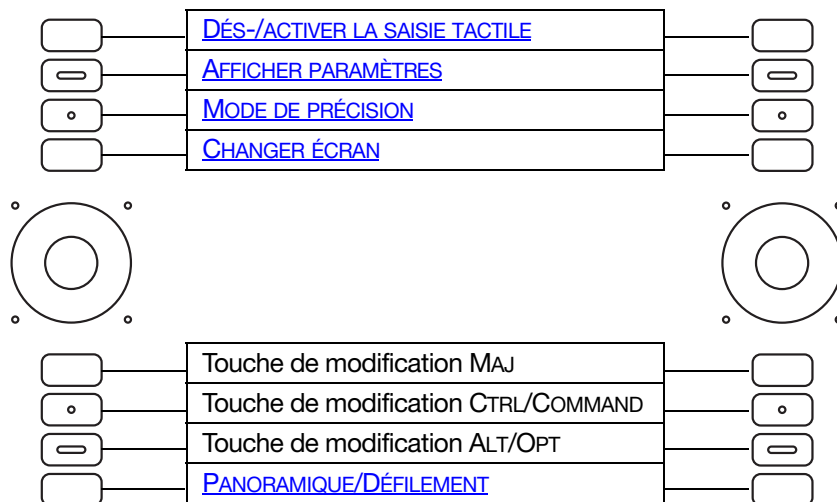 DÉS-/ACTIVER LA SAISIE TACTILE
AFFICHER PARAMÈTRES
MODE DE PRÉCISION
CHANGER ÉCRAN
Touche de modification MAJ
Touche de modification CTRL/COMMAND
Touche de modification ALT/OPT
PANORAMIQUE/DÉFILEMENT